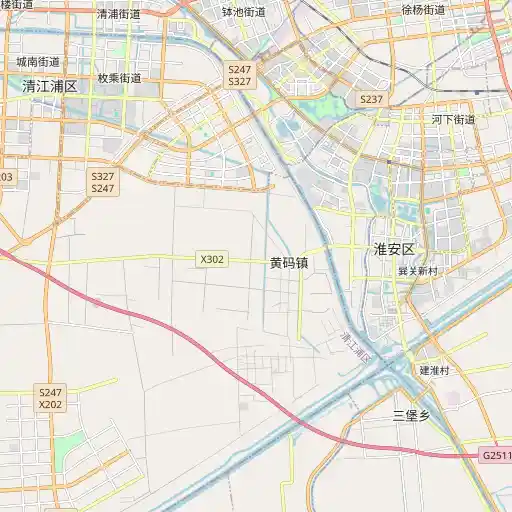 楼街道
清浦街道
钵池街道
徐杨街道
城南街道
枚乘街道
S247
S327
清江浦区
S237
河下街道
S327
S247
203
淮安区
X302
黄码镇
巽关新村
清江浦区
建淮村
S247
X202
三堡乡
G2511